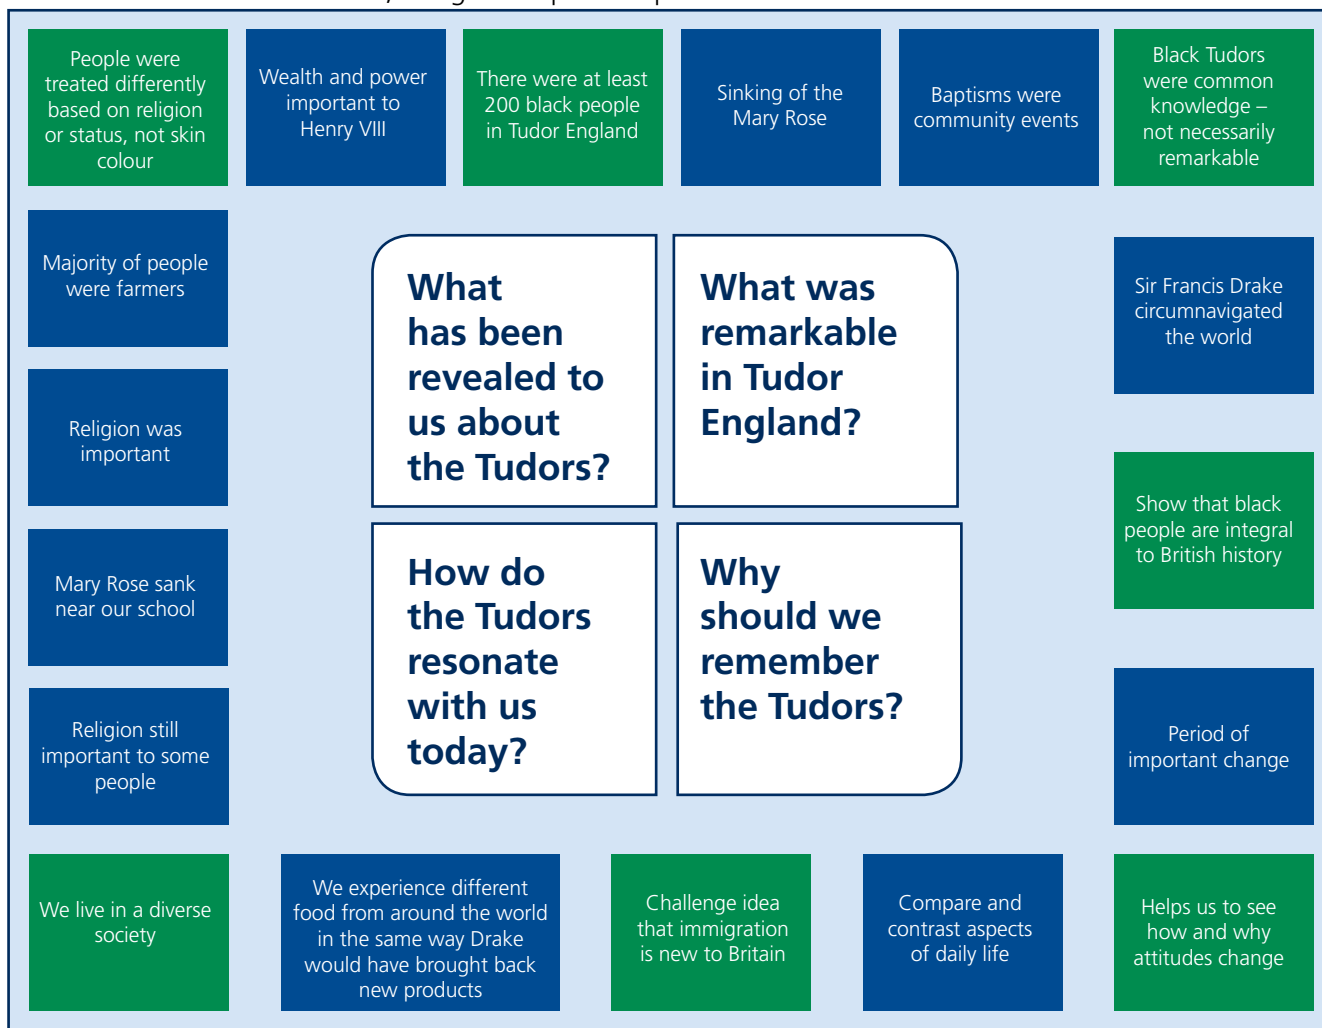 People were
treated differently
based on religion
or status, not skin
colour
Wealth and power
important to
Henry VIII
There were at least
200 black people
in Tudor England
Sinking of the
Mary Rose
Baptisms were
community events
Black Tudors
were common
knowledge –
not necessarily
remarkable
Majority of people
were farmers
Religion was
important
Mary Rose sank
near our school
Religion still
important to some
people
What
has been
revealed to
us about
the Tudors?
What was
remarkable
in Tudor
England?
How do
the Tudors
resonate
with us
today?
Why
should we
remember
the Tudors?
Sir Francis Drake
circumnavigated
the world
Show that black
people are integral
to British history
Period of
important change
We live in a diverse
society
We experience different
food from around the world
in the same way Drake
would have brought back
new products
Challenge idea
that immigration
is new to Britain
Compare and
contrast aspects
of daily life
Helps us to see
how and why
attitudes change